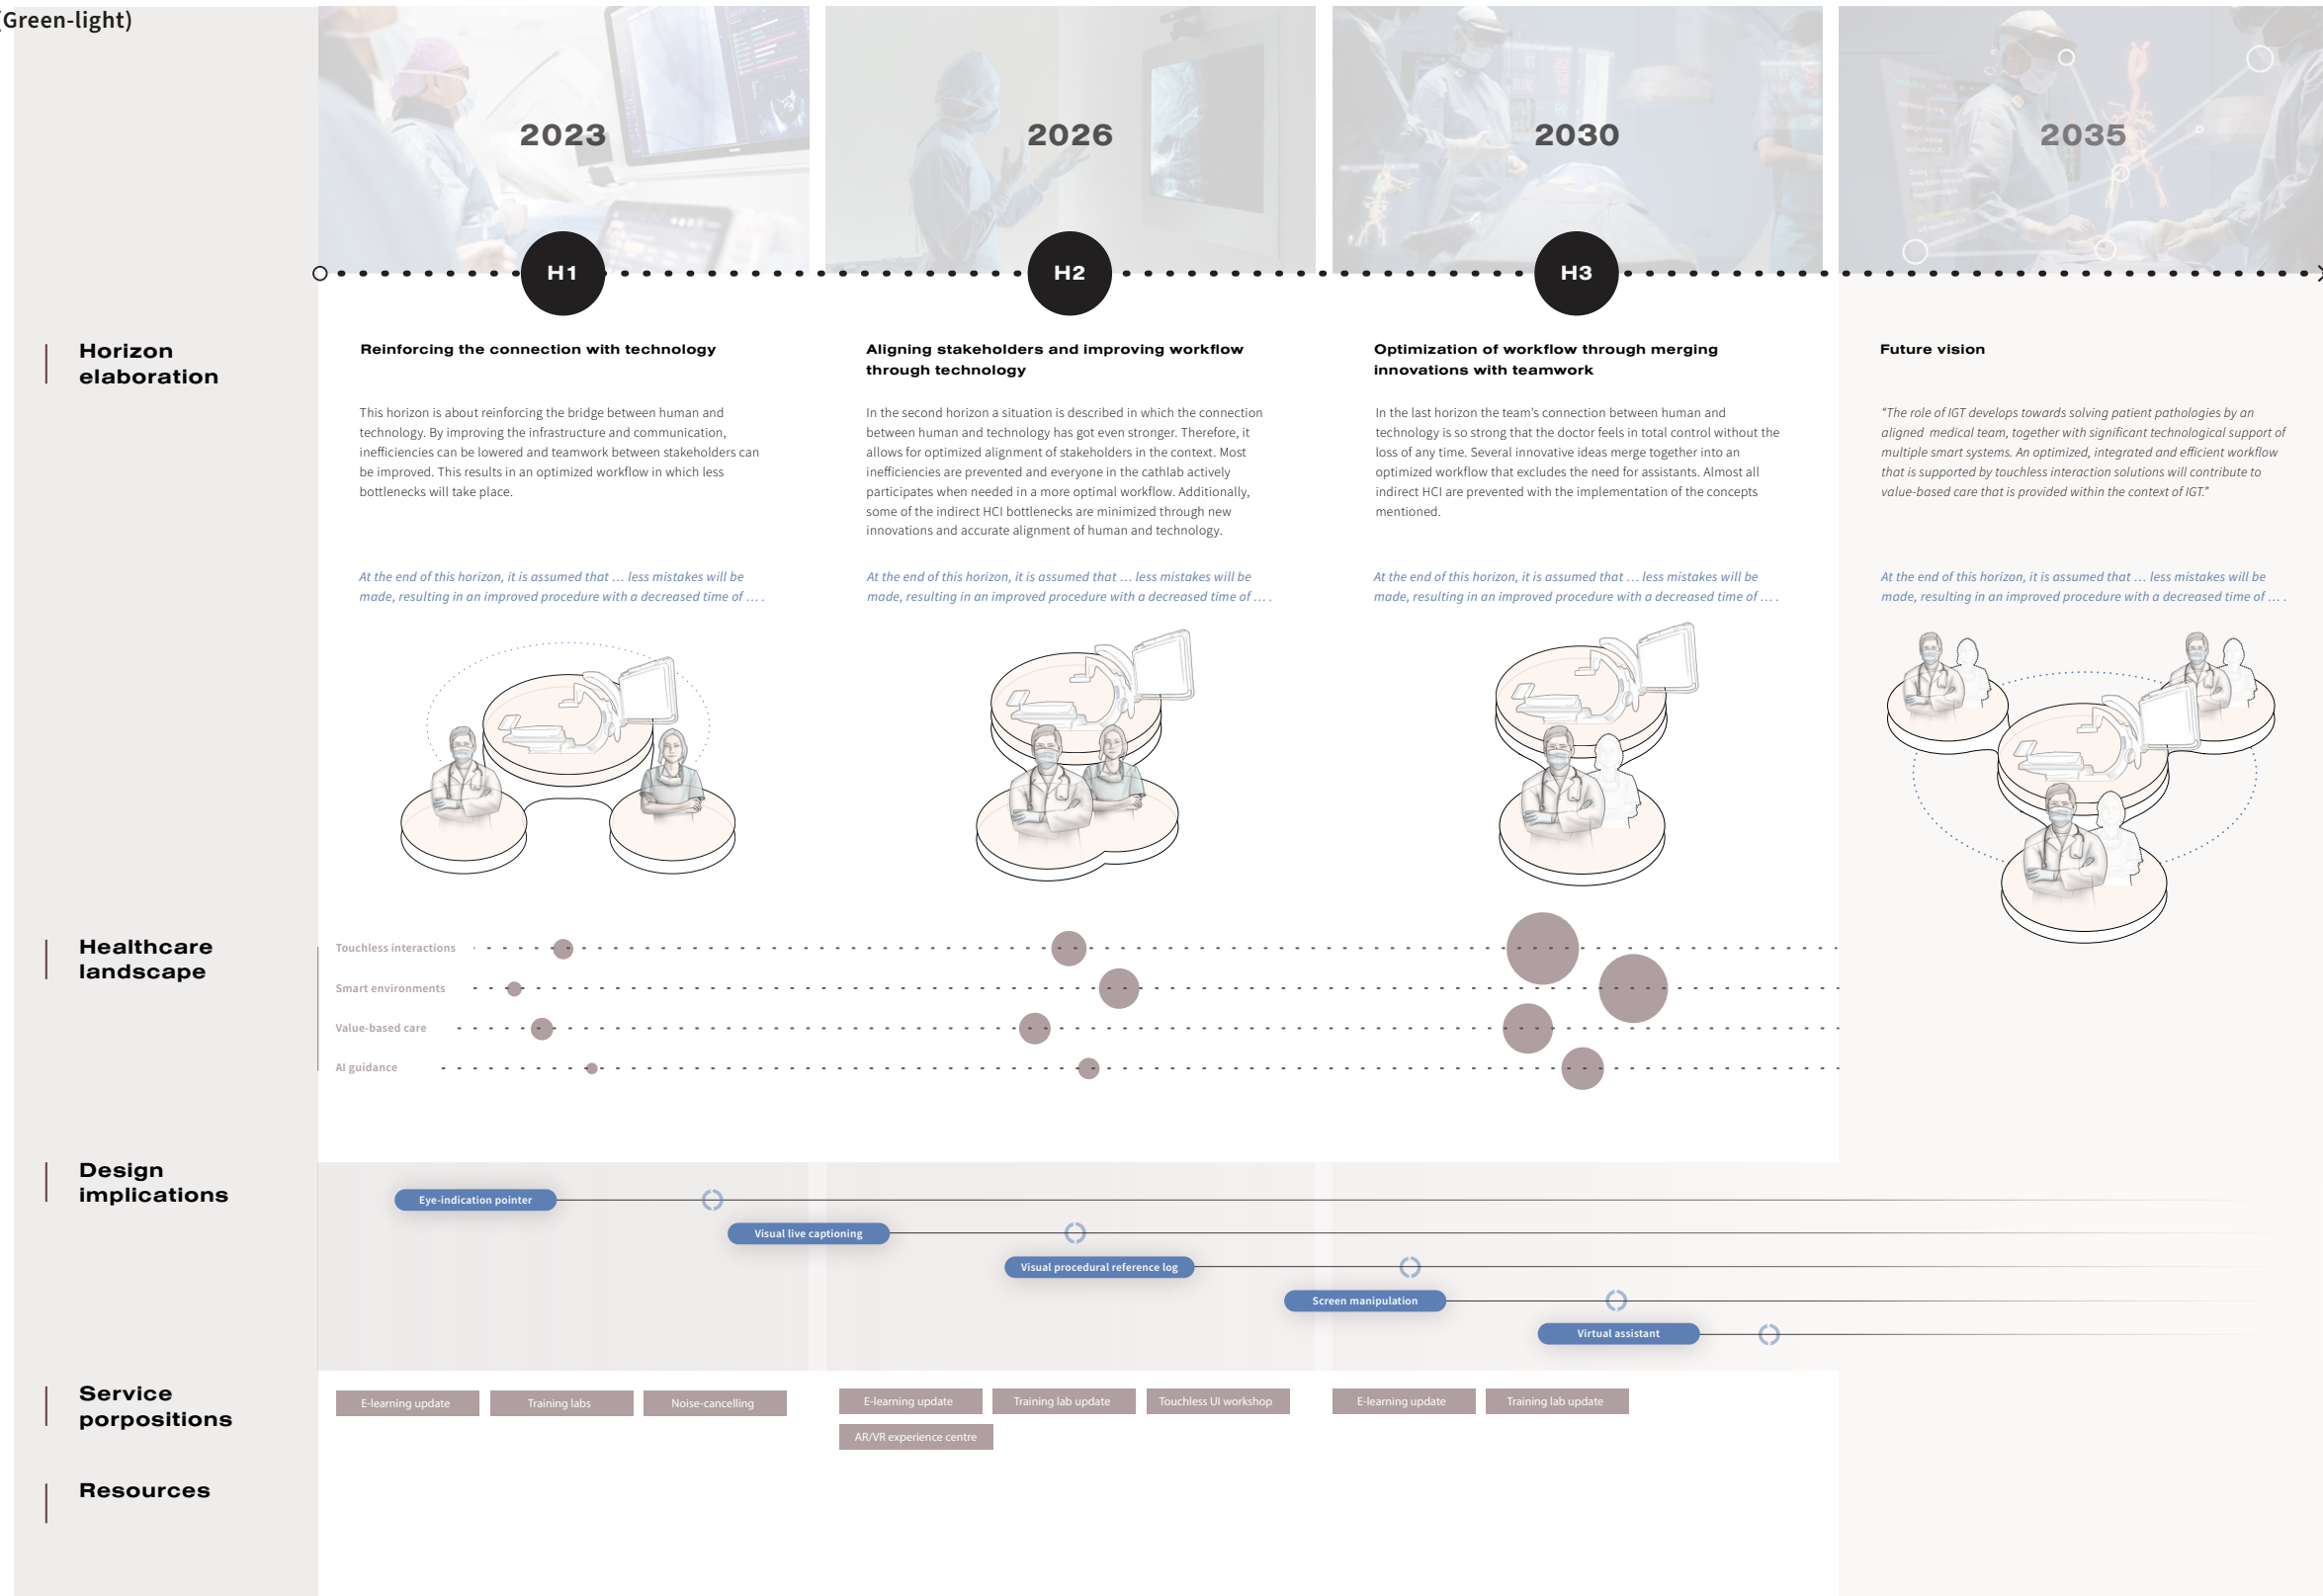 (Green-light)
2023
2026
2030
2035
H1
H2
H3
Horizon
elaboration
Reinforcing the connection with technology
This horizon is about reinforcing the bridge between human and
technology. By improving the infrastructure and communication,
inefficiencies can be lowered and teamwork between stakeholders can
be improved. This results in an optimized workflow in which less
bottlenecks will take place.
At the end of this horizon, it is assumed that … less mistakes will be
made, resulting in an improved procedure with a decreased time of … .
Aligning stakeholders and improving workflow
through technology
In the second horizon a situation is described in which the connection
between human and technology has got even stronger. Therefore, it
allows for optimized alignment of stakeholders in the context. Most
inefficiencies are prevented and everyone in the cathlab actively
participates when needed in a more optimal workflow. Additionally,
some of the indirect HCI bottlenecks are minimized through new
innovations and accurate alignment of human and technology.
At the end of this horizon, it is assumed that … less mistakes will be
made, resulting in an improved procedure with a decreased time of … .
Optimization of workflow through merging
innovations with teamwork
In the last horizon the team's connection between human and
technology is so strong that the doctor feels in total control without the
loss of any time. Several innovative ideas merge together into an
optimized workflow that excludes the need for assistants. Almost all
indirect HCI are prevented with the implementation of the concepts
mentioned.
At the end of this horizon, it is assumed that … less mistakes will be
made, resulting in an improved procedure with a decreased time of … .
Future vision
“The role of IGT develops towards solving patient pathologies by an
aligned medical team, together with significant technological support of
multiple smart systems. An optimized, integrated and efficient workflow
that is supported by touchless interaction solutions will contribute to
value-based care that is provided within the context of IGT.”
At the end of this horizon, it is assumed that … less mistakes will be
made, resulting in an improved procedure with a decreased time of … .
Healthcare
landscape
Touchless interactions
Smart environments
Value-based care
AI guidance
Design
implications
Eye-indication pointer
Visual live captioning
Visual procedural reference log
Screen manipulation
Virtual assistant
Service
porpositions
E-learning update
Training labs
Noise-cancelling
E-learning update
Training lab update
Touchless UI workshop
AR/VR experience centre
E-learning update
Training lab update
Resources